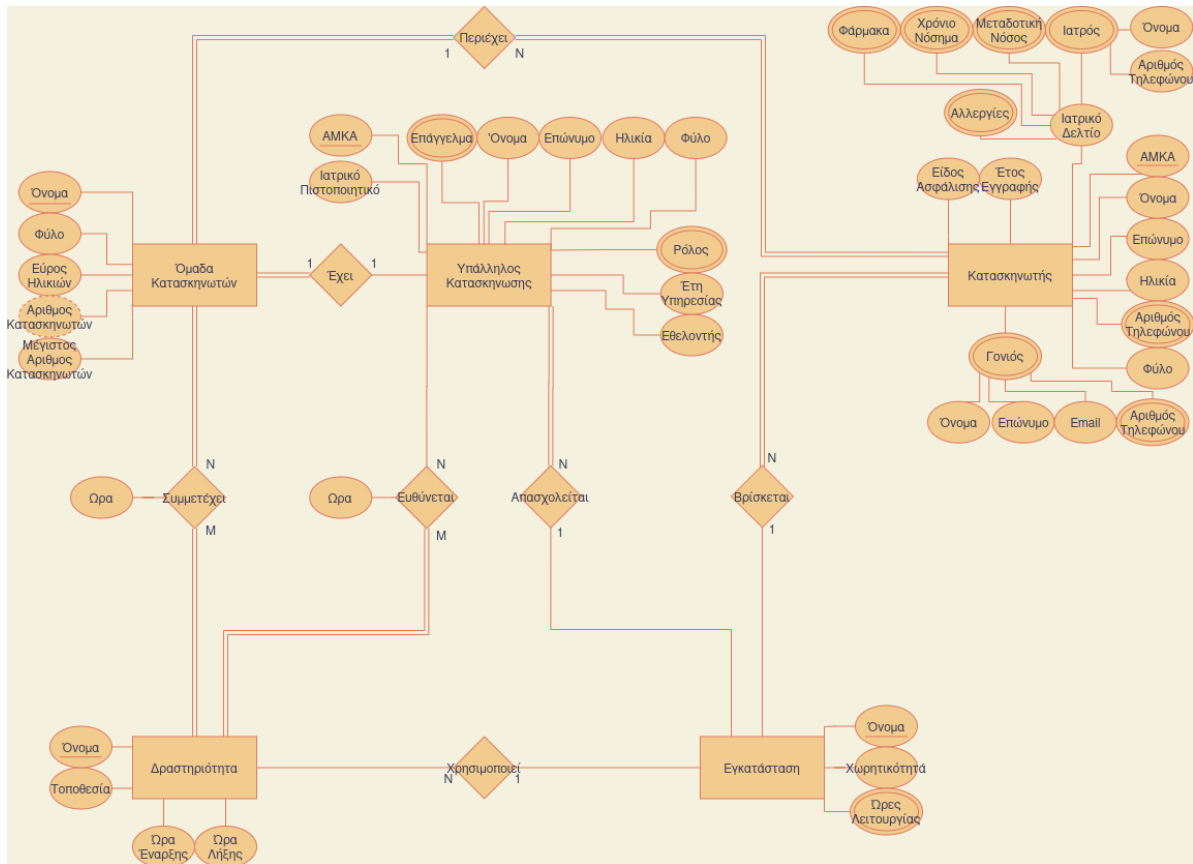 Περιέχει
1
N
Φάρμακα
Χρόνιο
Νόσημα
Μεταδοτική
Νόσος
Ιατρός
Όνομα
Αριθμός
Τηλεφώνου
Αλλεργίες
Ιατρικό
Δελτίο
ΑΜΚΑ
Ιατρικό
Πιστοποιητικό
Επάγγελμα
Όνομα
Επώνυμο
Ηλικία
Φύλο
Είδος
Ασφάλισης
Έτος
Έγγραφής
ΑΜΚΑ
Όνομα
Επώνυμο
Ηλικία
Αριθμός
Τηλεφώνου
Φύλο
Όνομα
Φύλο
Εύρος
Ηλικιών
Αριθμος
Κατασκηνωτών
Μέγιστος
Αριθμος
Κατασκηνωτών
Όμαδα
Κατασκηνωτών
1
Έχει
1
Υπάλληλος
Κατασκηνωσης
Ρόλος
Έτη
Υπηρεσίας
Εθελοντής
Κατασκηνωτής
Γονιός
Όνομα
Επώνυμο
Email
Αριθμός
Τηλεφώνου
Ωρα
N
Συμμετέχει
M
Ωρα
N
Ευθύνεται
M
N
Απασχολείται
1
N
Βρίσκεται
1
Όνομα
Τοποθεσία
Δραστηριότητα
Ώρα
Έναρξης
Ώρα
Λήξης
Χρησιμοποιεί
N
1
Εγκατάσταση
Όνομα
Χωρητικότητά
Ώρες
Λειτουργίας